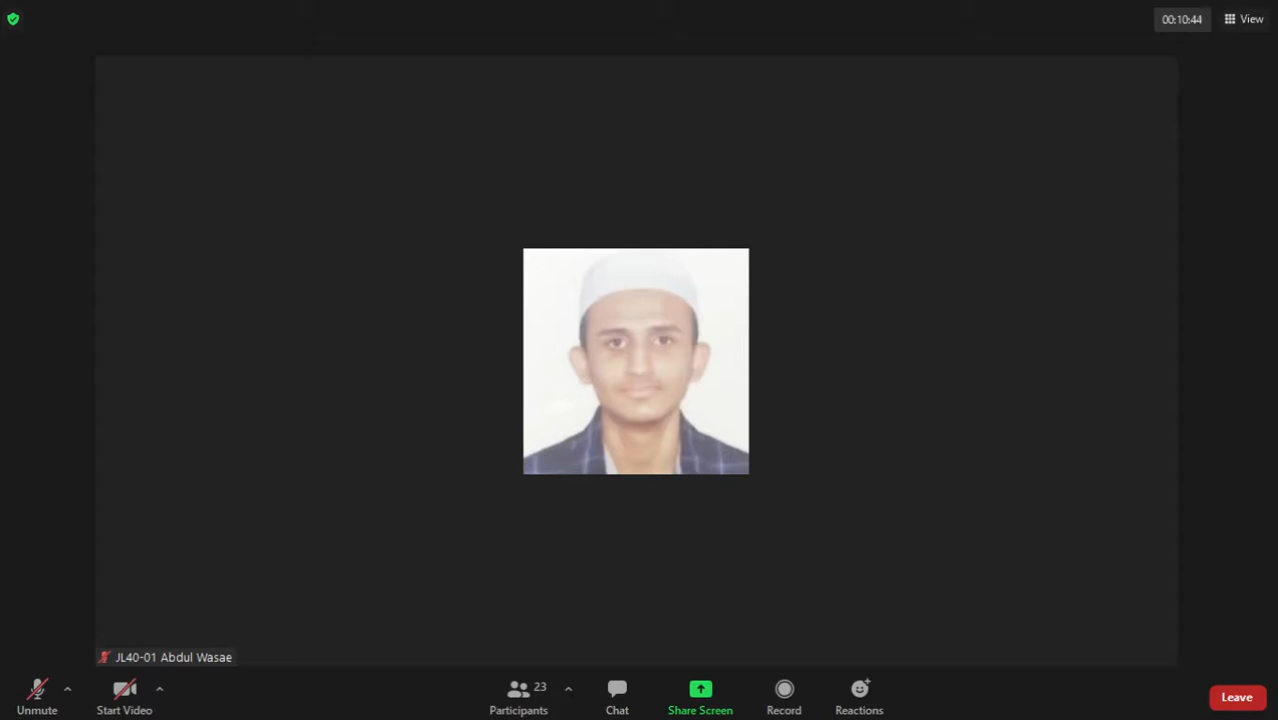 00:10:44 View
JL40-01 Abdul Wasae
Unmute Start Video 23 Participants Chat Share Screen Record Reactions Leave